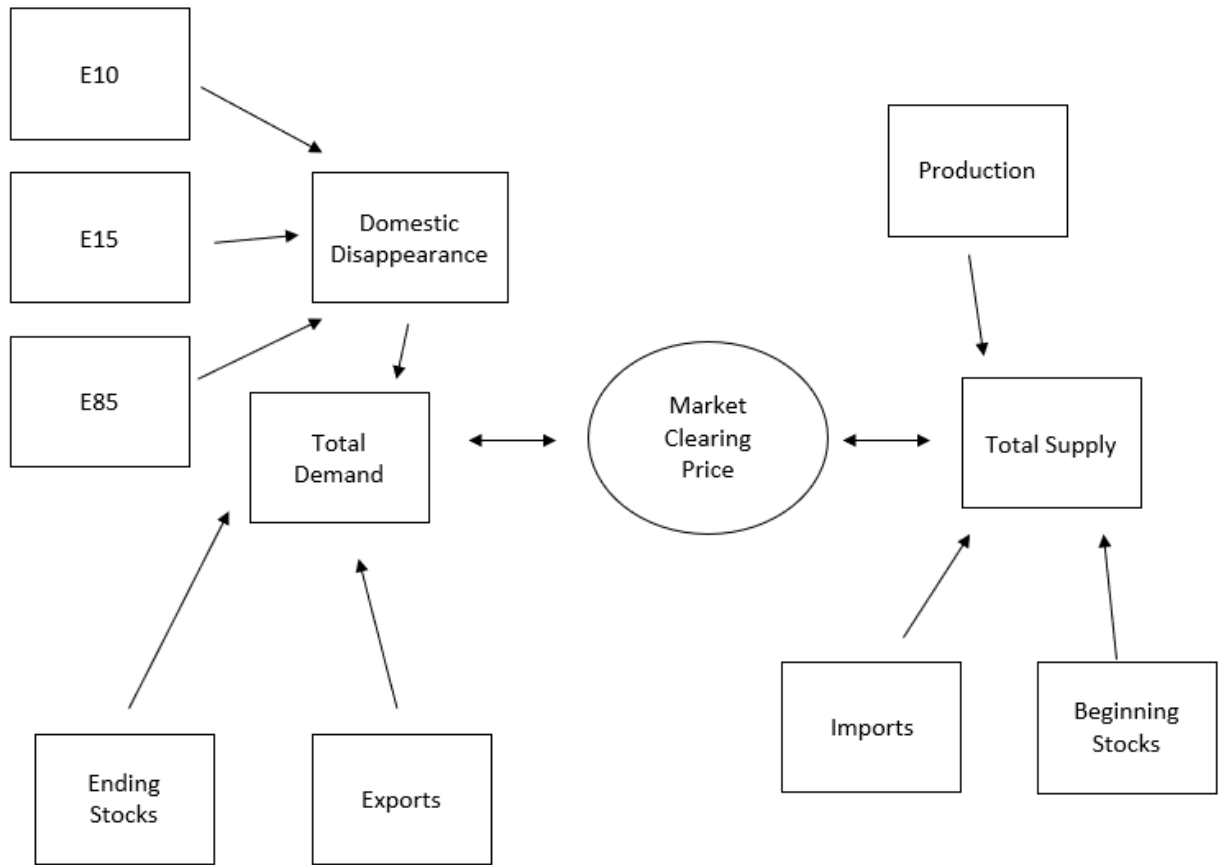 E10
Production
E15
Domestic
Disappearance
E85
Total
Demand
Market
Clearing
Price
Total Supply
Ending
Stocks
Exports
Imports
Beginning
Stocks